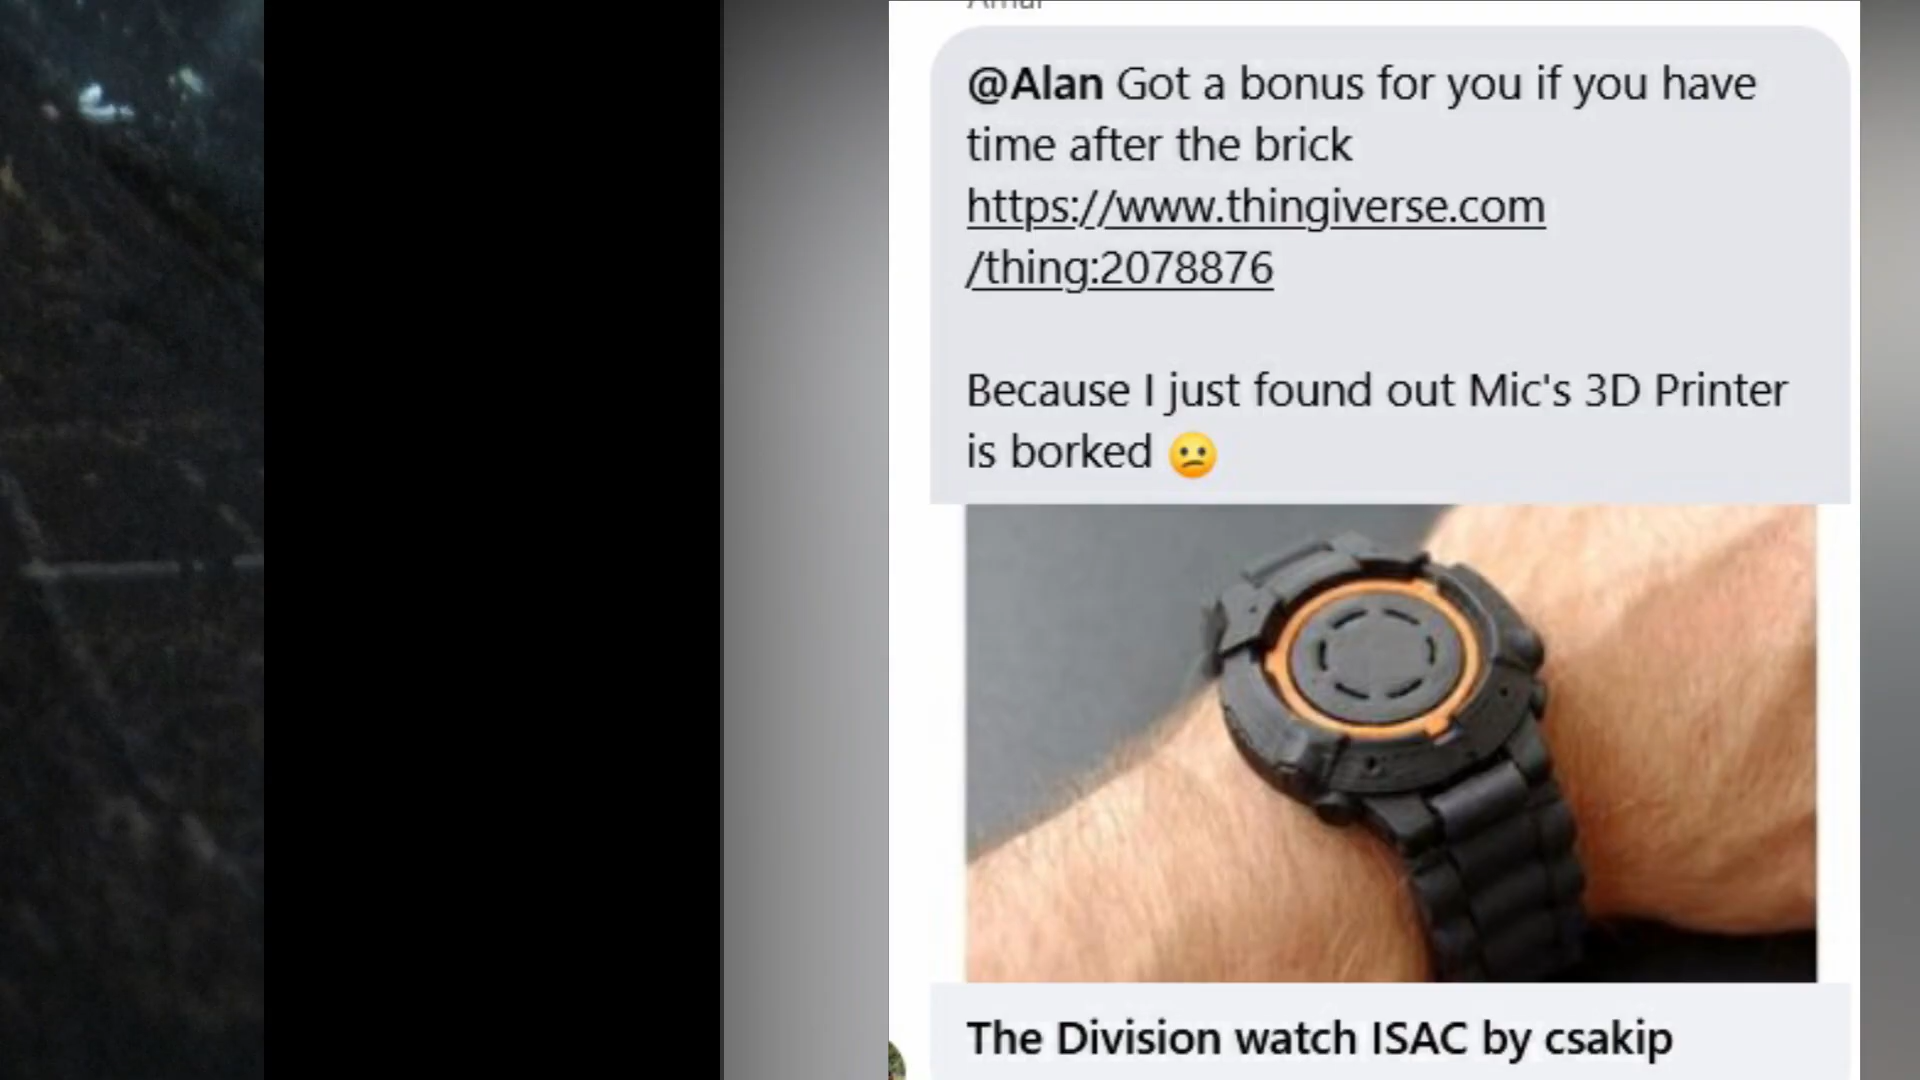 @Alan Got a bonus for you if you have
time after the brick
https://www.thingiverse.com
/thing:2078876
Because I just found out Mic's 3D Printer
is borked 😕
The Division watch ISAC by csakip